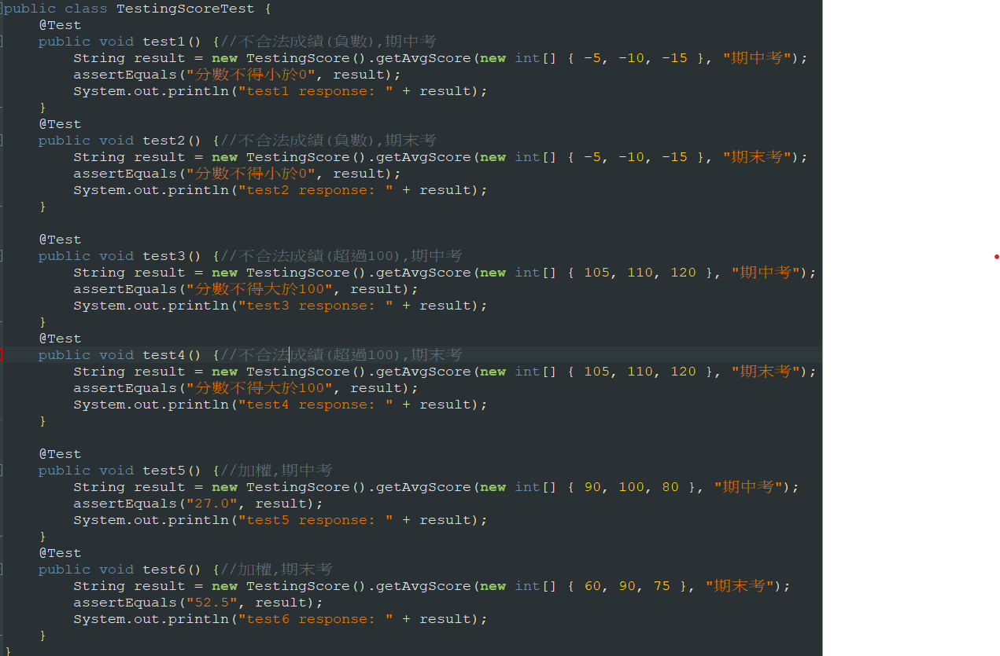 public class TestingScoreTest {
@Test
public void test1() {//不合法成績(負數),期中考
String result = new TestingScore().getAvgScore(new int[] { -5, -10, -15 }, "期中考");
assertEquals("分數不得小於0", result);
System.out.println("test1 response: " + result);
}
@Test
public void test2() {//不合法成績(負數),期末考
String result = new TestingScore().getAvgScore(new int[] { -5, -10, -15 }, "期末考");
assertEquals("分數不得小於0", result);
System.out.println("test2 response: " + result);
}
@Test
public void test3() {//不合法成績(超過100),期中考
String result = new TestingScore().getAvgScore(new int[] { 105, 110, 120 }, "期中考");
assertEquals("分數不得大於100", result);
System.out.println("test3 response: " + result);
}
@Test
public void test4() {//不合法成績(超過100),期末考
String result = new TestingScore().getAvgScore(new int[] { 105, 110, 120 }, "期末考");
assertEquals("分數不得大於100", result);
System.out.println("test4 response: " + result);
}
@Test
public void test5() {//加權,期中考
String result = new TestingScore().getAvgScore(new int[] { 90, 100, 80 }, "期中考");
assertEquals("27.0", result);
System.out.println("test5 response: " + result);
}
@Test
public void test6() {//加權,期末考
String result = new TestingScore().getAvgScore(new int[] { 60, 90, 75 }, "期末考");
assertEquals("52.5", result);
System.out.println("test6 response: " + result);
}
}